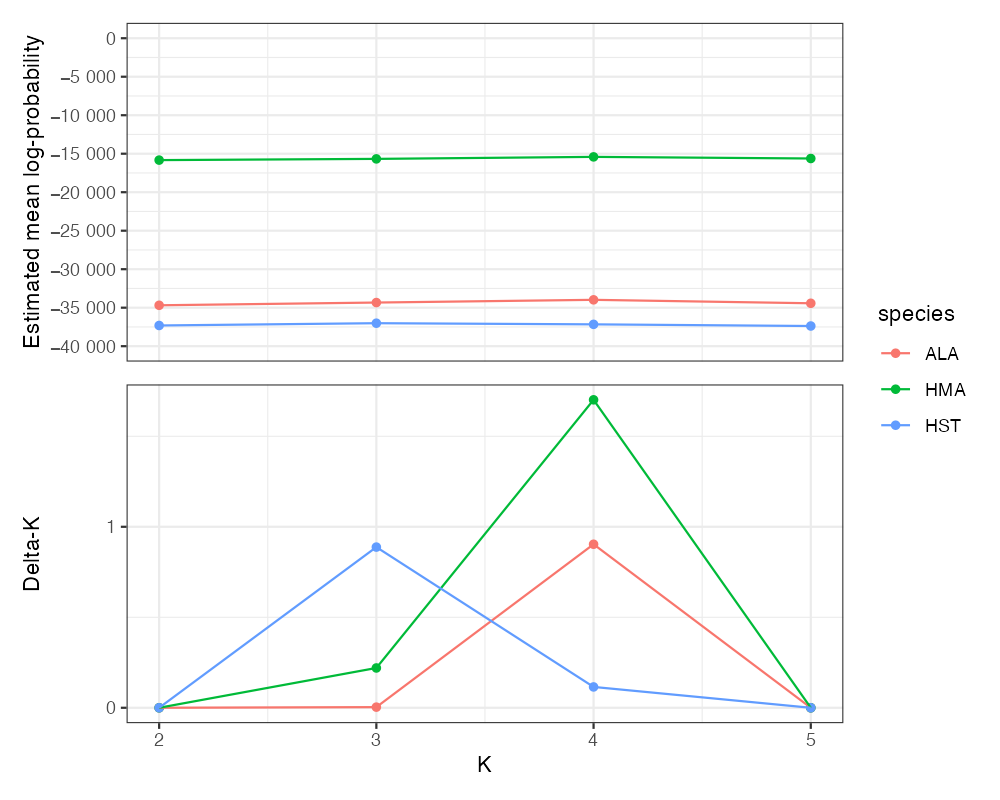 Estimated mean log-probability
0
−5 000
−10 000
−15 000
−20 000
−25 000
−30 000
−35 000
−40 000
Delta-K
1
0
2 3 4 5
K
species
ALA
HMA
HST